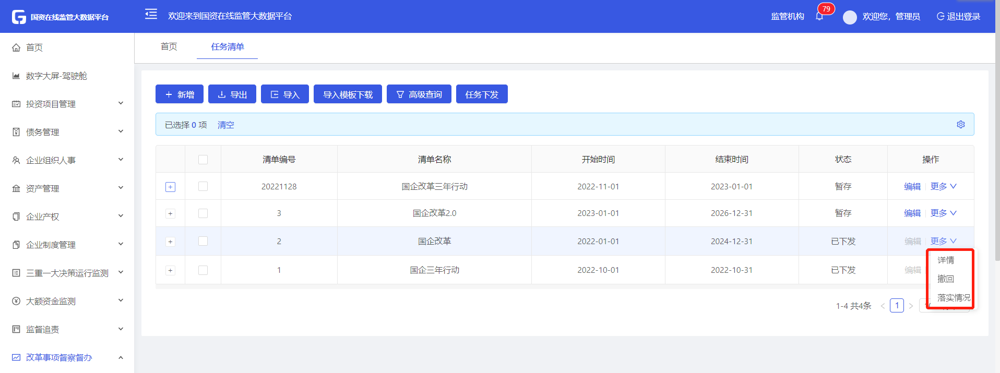 国资在线监管大数据平台
欢迎来到国资在线监管大数据平台
监管机构
79
欢迎您，管理员
退出登录
首页
数字大屏-驾驶舱
投资项目管理
债务管理
企业组织人事
资产管理
企业产权
企业制度管理
三重一大决策运行监测
大额资金监测
监督追责
改革事项督察督办
首页 任务清单
新增 导出 导入 导入模板下载 高级查询 任务下发
已选择 0 项 清空
清单编号 清单名称 开始时间 结束时间 状态 操作
20221128 国企改革三年行动 2022-11-01 2023-01-01 暂存 编辑 更多
3 国企改革2.0 2023-01-01 2026-12-31 暂存 编辑 更多
2 国企改革 2022-01-01 2024-12-31 已下发 编辑 更多
1 国企三年行动 2022-10-01 2022-10-31 已下发 编辑
详情
撤回
落实情况
1-4 共4条 < 1 >